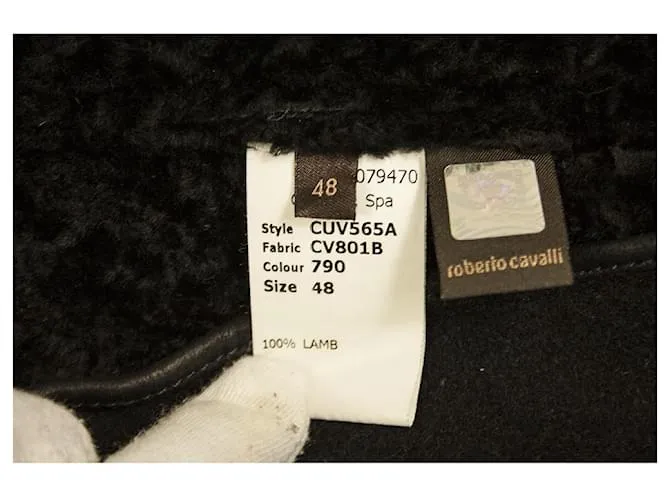 48
079470
Spa
Style CUV565A
Fabric CV801B
Colour 790
Size 48
100% LAMB
roberto cavalli